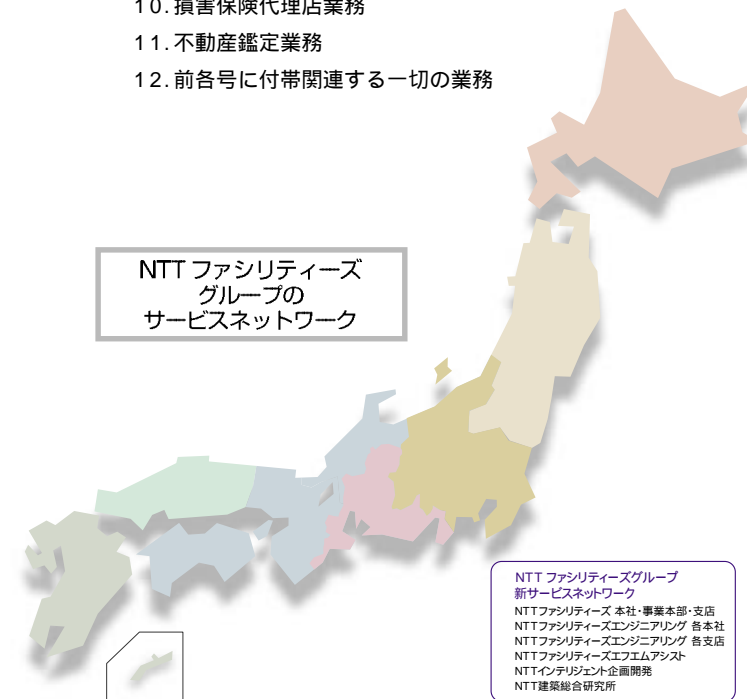 10.損害保険代理店業務
11.不動産鑑定業務
12.前各号に付帯関連する一切の業務
NTT ファシリティーズ
グループの
サービスネットワーク
NTT ファシリティーズグループ
新サービスネットワーク
NTTファシリティーズ 本社・事業本部・支店
NTTファシリティーズエンジニアリング 各本社
NTTファシリティーズエンジニアリング 各支店
NTTファシリティーズエフエムアシスト
NTTインテリジェント企画開発
NTT建築総合研究所